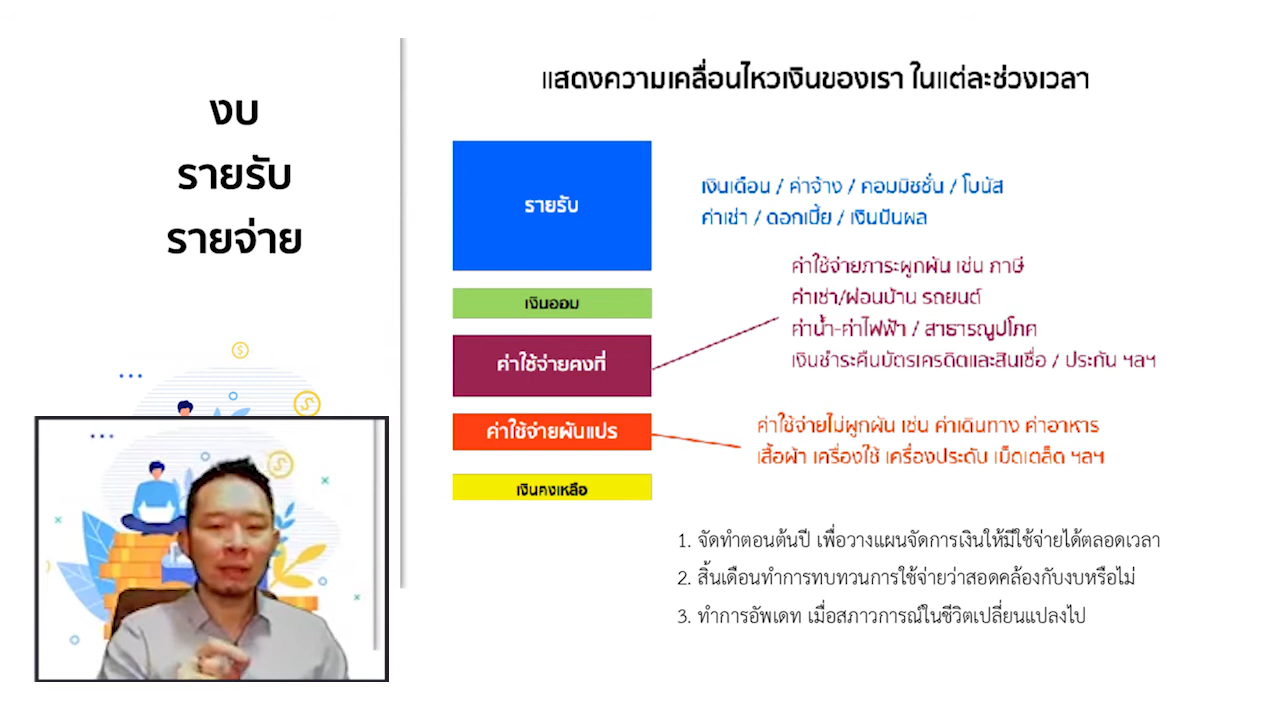 งบ
รายรับ
รายจ่าย
แสดงความเคลื่อนไหวเงินของเรา ในแต่ละช่วงเวลา
รายรับ
เงินเดือน / ค่าจ้าง / คอมมิชชั่น / โบนัส
ค่าเช่า / ดอกเบี้ย / เงินปันผล
เงินออม
ค่าใช้จ่ายคงที่
ค่าใช้จ่ายภาระผูกพัน เช่น ภาษี
ค่าเช่า/ผ่อนบ้าน รถยนต์
ค่าน้ำ-ค่าไฟฟ้า / สาธารณูปโภค
เงินชำระคืนบัตรเครดิตและสินเชื่อ / ประกัน ฯลฯ
ค่าใช้จ่ายผันแปร
ค่าใช้จ่ายไม่ผูกผัน เช่น ค่าเดินทาง ค่าอาหาร
เสื้อผ้า เครื่องใช้ เครื่องประดับ เบ็ดเตล็ด ฯลฯ
เงินคงเหลือ
1. จัดทำตอนต้นปี เพื่อวางแผนจัดการเงินให้มีใช้จ่ายได้ตลอดเวลา
2. สิ้นเดือนทำการทบทวนการใช้จ่ายว่าสอดคล้องกับงบหรือไม่
3. ทำการอัพเดท เมื่อสภาวการณ์ในชีวิตเปลี่ยนแปลงไป